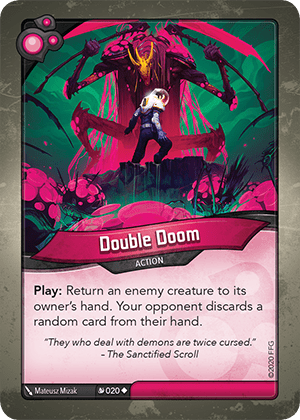 Double Doom
ACTION
Play: Return an enemy creature to its
owner's hand. Your opponent discards a
random card from their hand.
"They who deal with demons are twice cursed."
- The Sanctified Scroll
©2020 FFG
Mateusz Mizak
020